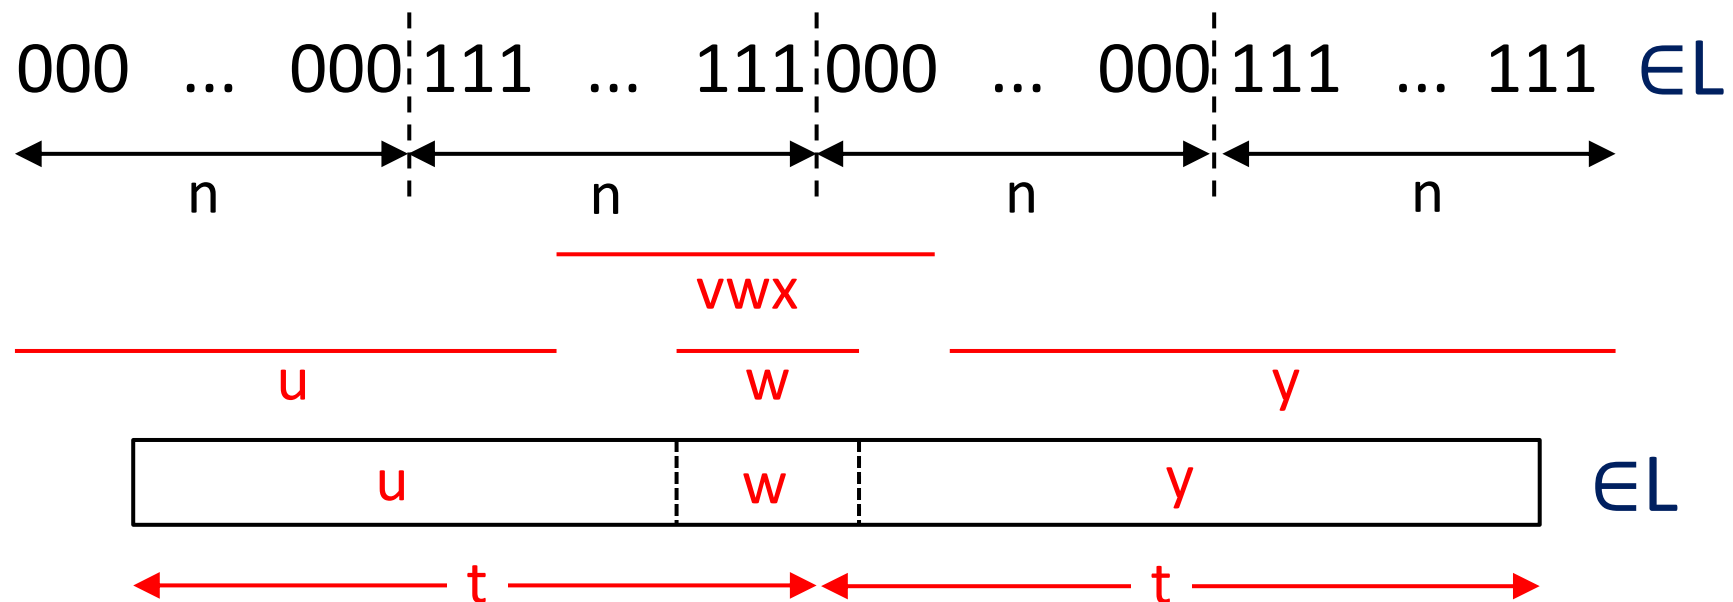 000 ... 000 111 ... 111 000 ... 000 111 ... 111 ∈L
n n n n
vwx
u w y
u w y ∈L
t t